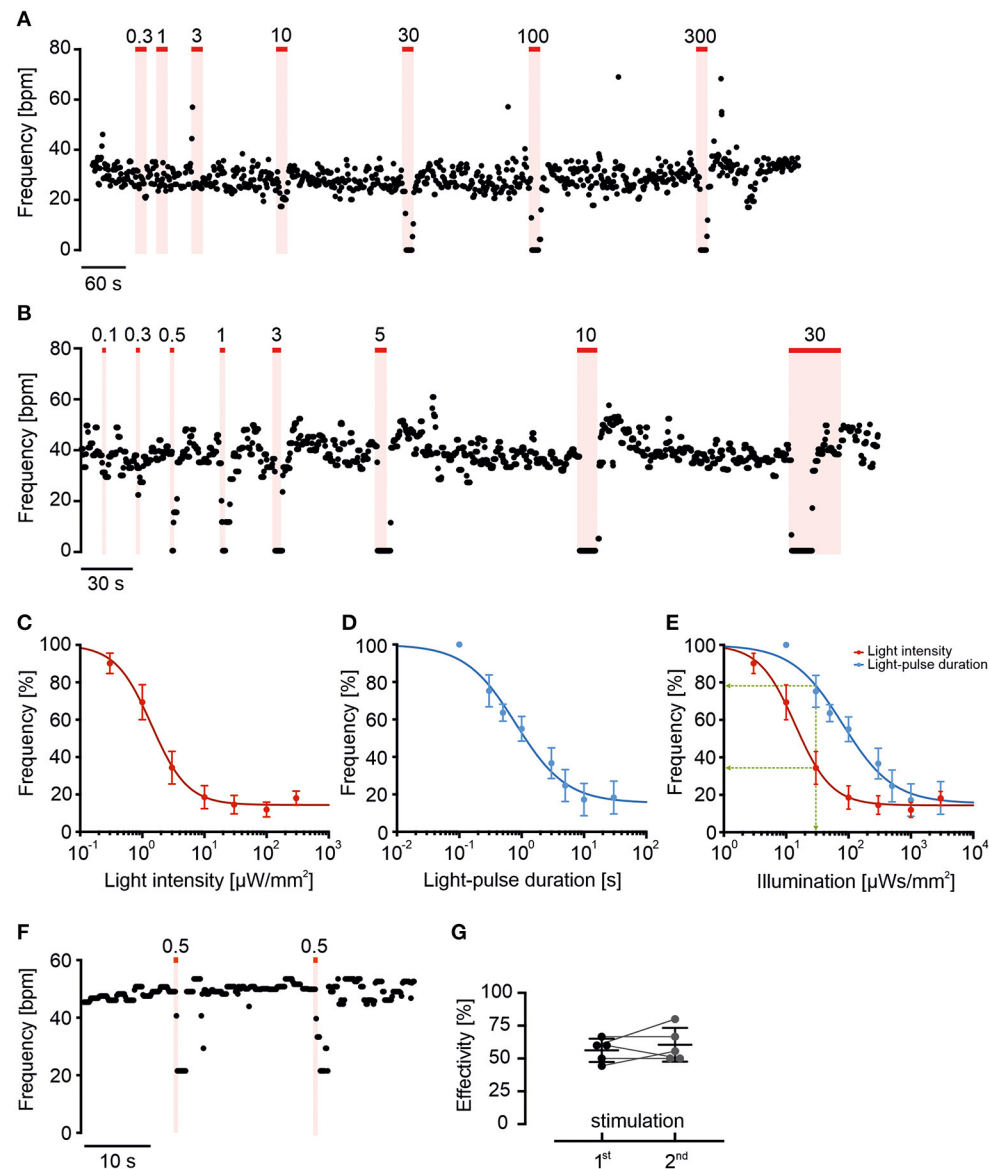 A
0.3 1 3 10 30 100 300
80
60
40
20
0
Frequency [bpm]
60 s
B
0.1 0.3 0.5 1 3 5 10 30
80
60
40
20
0
Frequency [bpm]
30 s
C
100
80
60
40
20
0
Frequency [%]
10⁻¹ 10⁰ 10¹ 10² 10³
Light intensity [µW/mm²]
D
100
80
60
40
20
0
Frequency [%]
10⁻² 10⁻¹ 10⁰ 10¹ 10²
Light-pulse duration [s]
E
Light intensity
Light-pulse duration
100
80
60
40
20
0
Frequency [%]
10⁰ 10¹ 10² 10³ 10⁴
Illumination [µWs/mm²]
F
0.5 0.5
60
40
20
0
Frequency [bpm]
10 s
G
100
75
50
25
0
Effectivity [%]
stimulation
1st 2nd